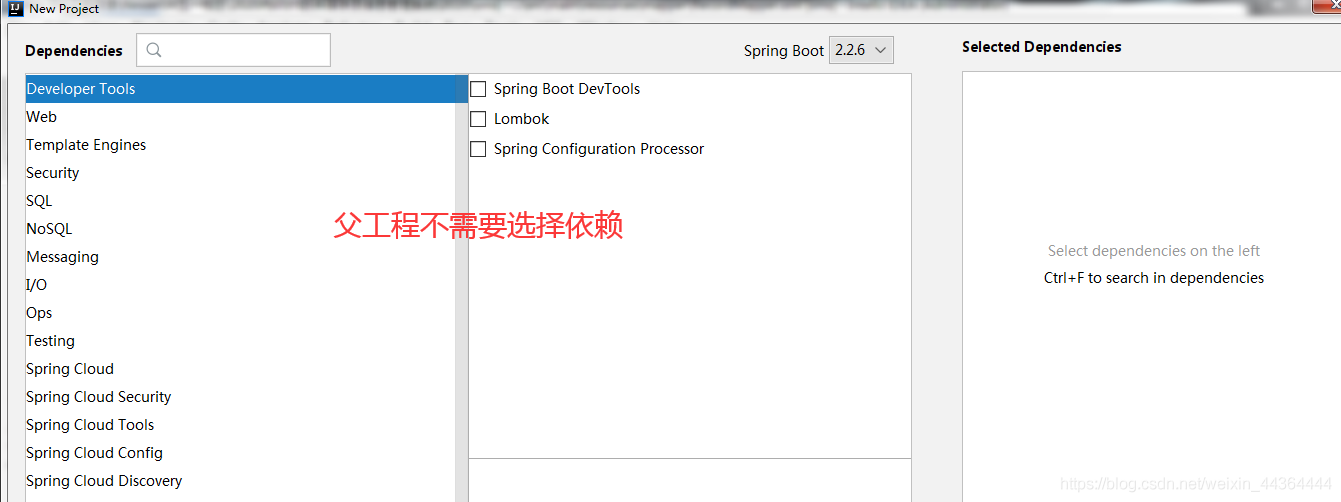 New Project
Dependencies
Spring Boot 2.2.6
Selected Dependencies
Developer Tools
Web
Template Engines
Security
SQL
NoSQL
Messaging
I/O
Ops
Testing
Spring Cloud
Spring Cloud Security
Spring Cloud Tools
Spring Cloud Config
Spring Cloud Discovery
Spring Boot DevTools
Lombok
Spring Configuration Processor
父工程不需要选择依赖
Select dependencies on the left
Ctrl+F to search in dependencies
https://blog.csdn.net/weixin_44364444